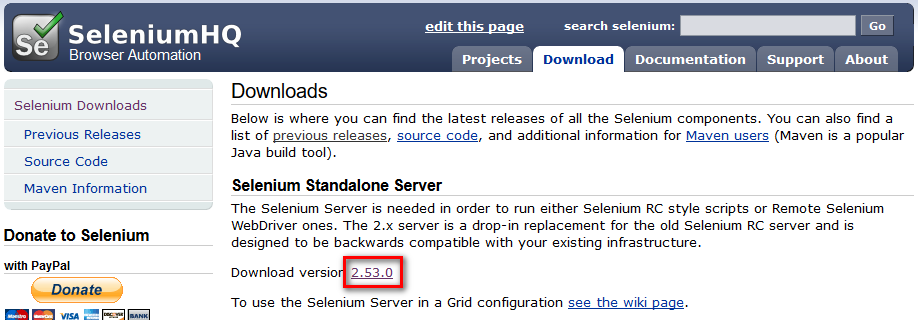 Se SeleniumHQ
Browser Automation
edit this page
search selenium:
Go
Projects Download Documentation Support About
Selenium Downloads
Previous Releases
Source Code
Maven Information
Donate to Selenium
with PayPal
Donate
VISA
DISCOVER
BANK
Downloads
Below is where you can find the latest releases of all the Selenium components. You can also find a
list of previous releases, source code, and additional information for Maven users (Maven is a popular
Java build tool).
Selenium Standalone Server
The Selenium Server is needed in order to run either Selenium RC style scripts or Remote Selenium
WebDriver ones. The 2.x server is a drop-in replacement for the old Selenium RC server and is
designed to be backwards compatible with your existing infrastructure.
Download version 2.53.0
To use the Selenium Server in a Grid configuration see the wiki page.